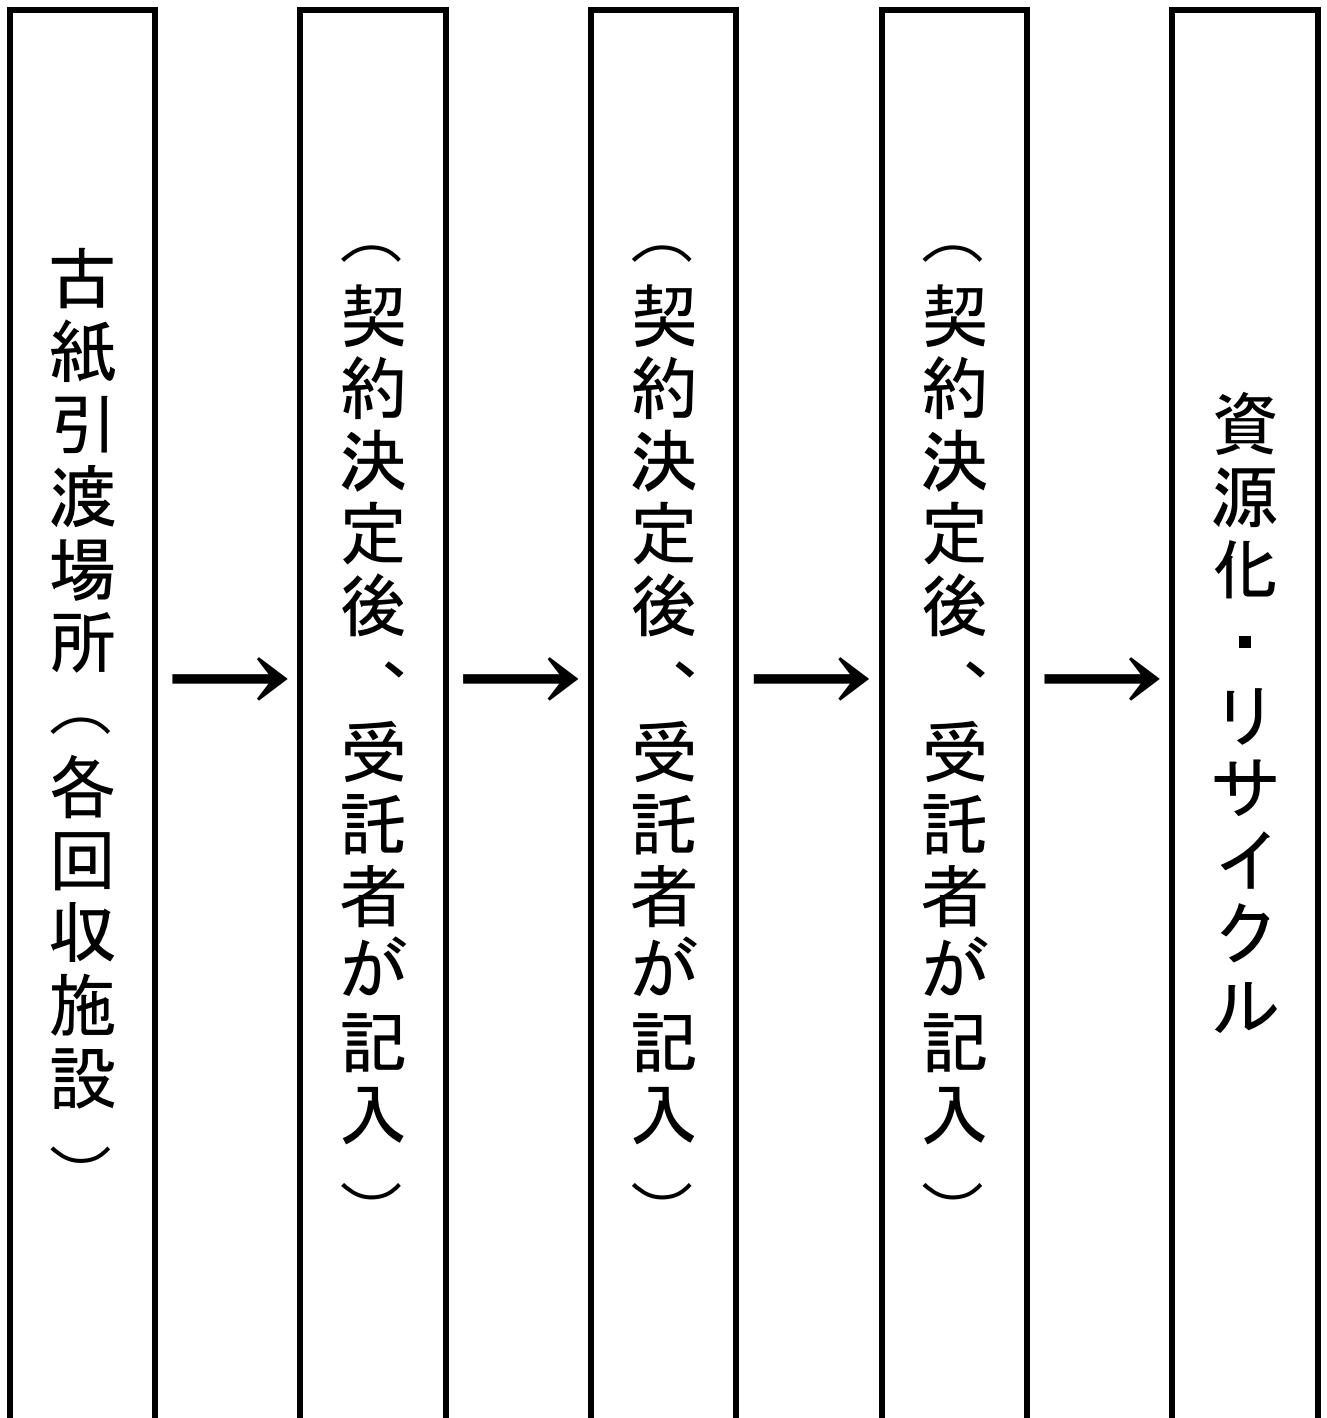 古紙引渡場所（各回収施設）
→
（契約決定後、受託者が記入）
→
（契約決定後、受託者が記入）
→
（契約決定後、受託者が記入）
→
資源化・リサイクル